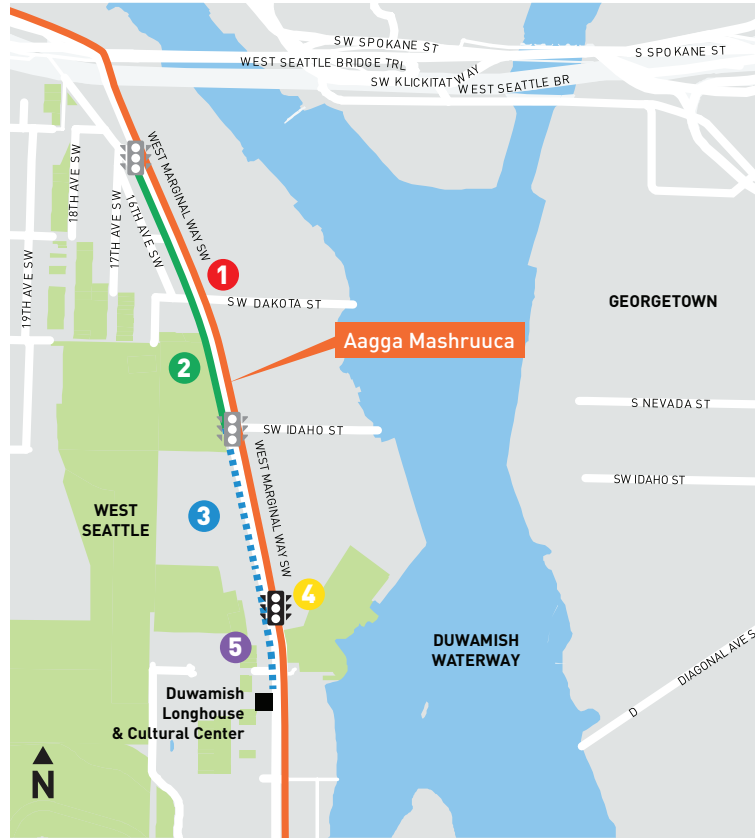 SW SPOKANE ST
S SPOKANE ST
WEST SEATTLE BRIDGE TRL
SW KLICKITAT WAY
WEST SEATTLE BR
WEST MARGINAL WAY SW
18TH AVE SW
17TH AVE SW
16TH AVE SW
19TH AVE SW
1
SW DAKOTA ST
GEORGETOWN
Aagga Mashruuca
2
S NEVADA ST
SW IDAHO ST
WEST MARGINAL WAY SW
SW IDAHO ST
WEST
SEATTLE
3
4
5
DUWAMISH
WATERWAY
DIAGONAL AVE S
D
Duwamish
Longhouse
& Cultural Center
N